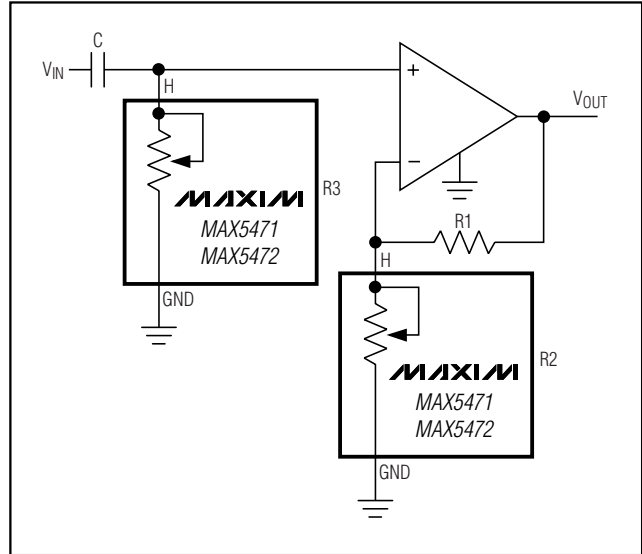 C
VIN
H
+
VOUT
−
MAXIM
R3
MAX5471
MAX5472
R1
H
GND
MAXIM
R2
MAX5471
MAX5472
GND